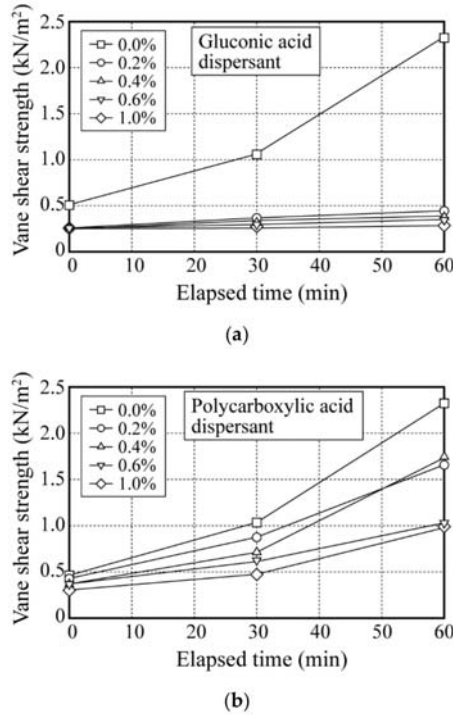 2.5
2.0
1.5
1.0
0.5
0
Vane shear strength (kN/m²)
0.0%
0.2%
0.4%
0.6%
1.0%
Gluconic acid
dispersant
0 10 20 30 40 50 60
Elapsed time (min)
(a)
2.5
2.0
1.5
1.0
0.5
0
Vane shear strength (kN/m²)
0.0%
0.2%
0.4%
0.6%
1.0%
Polycarboxylic acid
dispersant
0 10 20 30 40 50 60
Elapsed time (min)
(b)